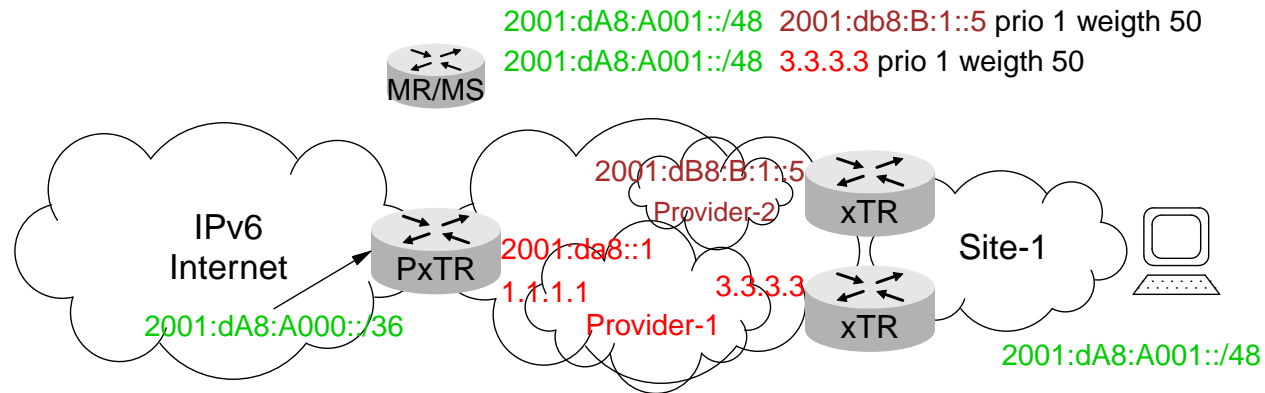 2001:dA8:A001::/48 2001:db8:B:1::5 prio 1 weigth 50
2001:dA8:A001::/48 3.3.3.3 prio 1 weigth 50
MR/MS
2001:dB8:B:1::5
Provider-2
xTR
IPv6
Internet
PxTR
2001:da8::1
1.1.1.1
3.3.3.3
Provider-1
xTR
Site-1
2001:dA8:A000::/36
2001:dA8:A001::/48